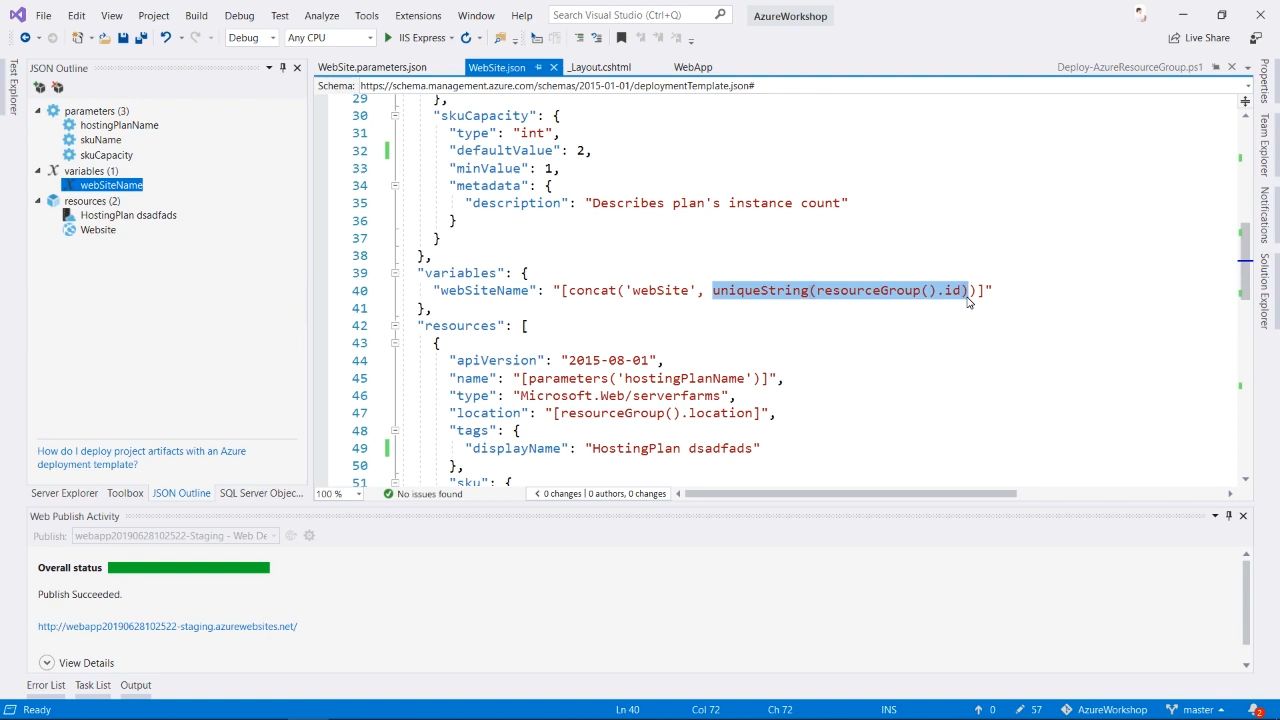 File Edit View Project Build Debug Test Analyze Tools Extensions Window Help Search Visual Studio (Ctrl+Q) AzureWorkshop
Debug Any CPU IIS Express Live Share
Test Explorer
JSON Outline
parameters (3)
hostingPlanName
skuName
skuCapacity
variables (1)
webSiteName
resources (2)
HostingPlan dsadfads
Website
How do I deploy project artifacts with an Azure
deployment template?
Server Explorer Toolbox JSON Outline SQL Server Objec...
WebSite.parameters.json WebSite.json _Layout.cshtml WebApp Deploy-AzureResourceGroup.ps1
Schema: https://schema.management.azure.com/schemas/2015-01-01/deploymentTemplate.json#
29 },
30 "skuCapacity": {
31 "type": "int",
32 "defaultValue": 2,
33 "minValue": 1,
34 "metadata": {
35 "description": "Describes plan's instance count"
36 }
37 }
38 },
39 "variables": {
40 "webSiteName": "[concat('webSite', uniqueString(resourceGroup().id))]"
41 },
42 "resources": [
43 {
44 "apiVersion": "2015-08-01",
45 "name": "[parameters('hostingPlanName')]",
46 "type": "Microsoft.Web/serverfarms",
47 "location": "[resourceGroup().location]",
48 "tags": {
49 "displayName": "HostingPlan dsadfads"
50 },
51 "sku": {
100 % No issues found 0 changes | 0 authors, 0 changes
Properties
Team Explorer
Notifications
Solution Explorer
Web Publish Activity
Publish: webapp20190628102522-Staging - Web De
Overall status
Publish Succeeded.
http://webapp20190628102522-staging.azurewebsites.net/
View Details
Error List Task List Output
Ready Ln 40 Col 72 Ch 72 INS 0 57 AzureWorkshop master 2